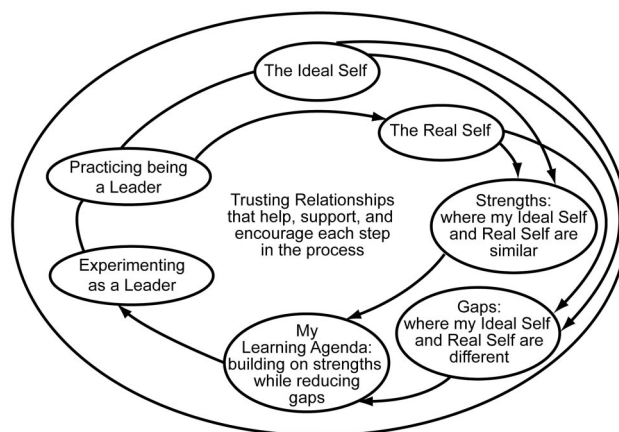 The Ideal Self
The Real Self
Practicing being
a Leader
Trusting Relationships
that help, support, and
encourage each step
in the process
Strengths:
where my Ideal Self
and Real Self are
similar
Experimenting
as a Leader
Gaps:
where my Ideal Self
and Real Self are
different
My
Learning Agenda:
building on strengths
while reducing
gaps